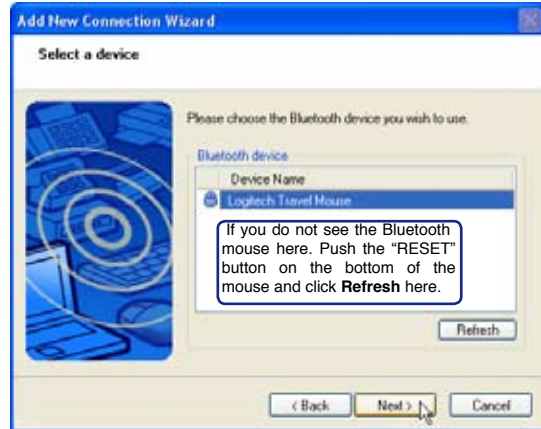 Add New Connection Wizard
Select a device
Please choose the Bluetooth device you wish to use.
Bluetooth device
Device Name
Logitech Travel Mouse
If you do not see the Bluetooth
mouse here. Push the “RESET”
button on the bottom of the
mouse and click Refresh here.
Refresh
< Back
Next >
Cancel